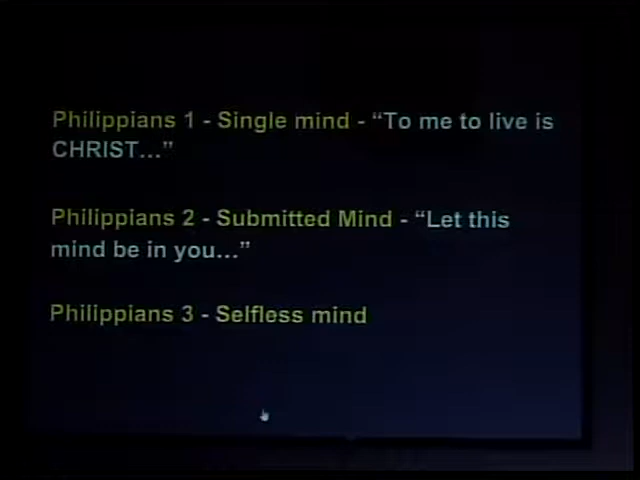 Philippians 1 - Single mind - “To me to live is
CHRIST...”
Philippians 2 - Submitted Mind - “Let this
mind be in you...”
Philippians 3 - Selfless mind